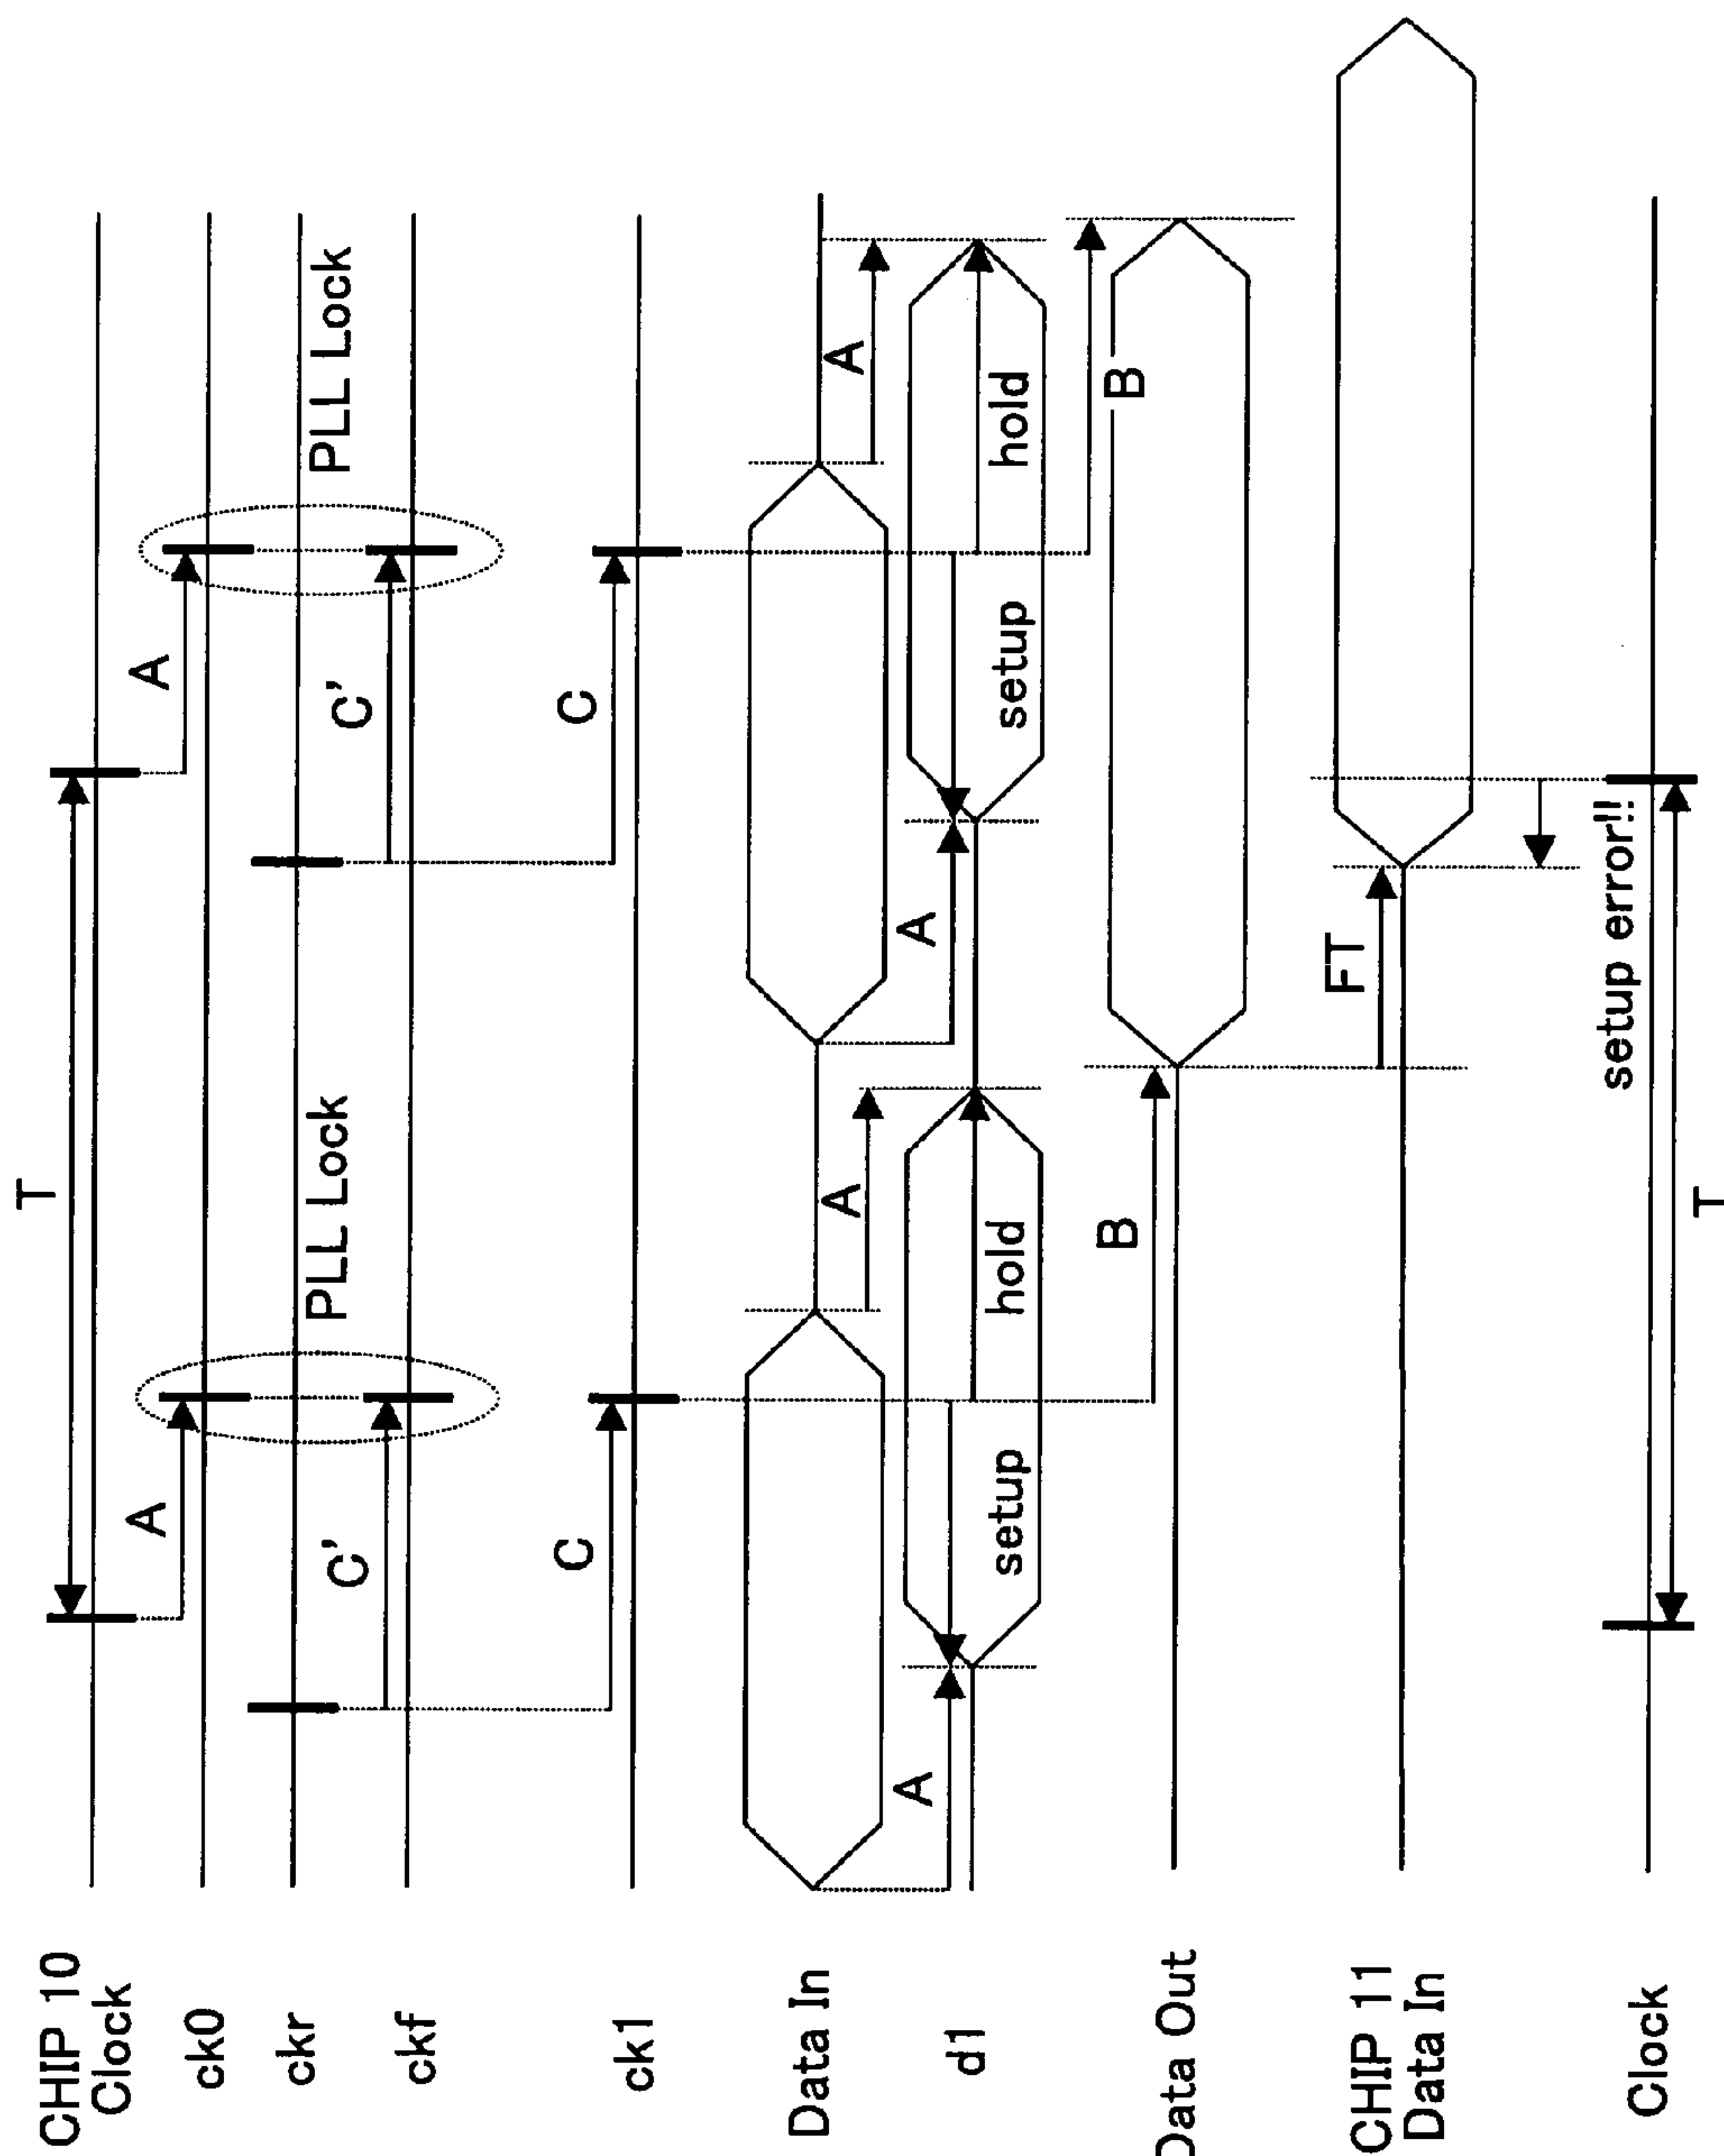 T
CHIP 10
Clock
A
A
ck0
ckr
PLL Lock
PLL Lock
C'
C'
ckf
C
C
ck1
Data In
A
A
A
A
d1
setup
hold
setup
hold
B
B
Data Out
FT
CHIP 11
Data In
setup error!!
Clock
T